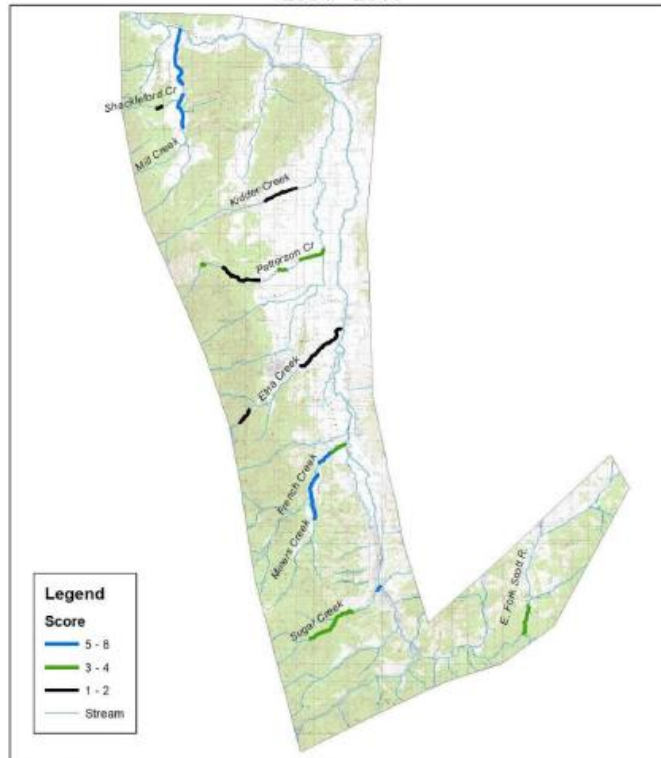 Shackleford Cr
Mill Creek
Kidder Creek
Patterson Cr
Etna Creek
French Creek
Miners Creek
Sugar Creek
E. Fork Scott R.
Legend
Score
5 - 8
3 - 4
1 - 2
Stream